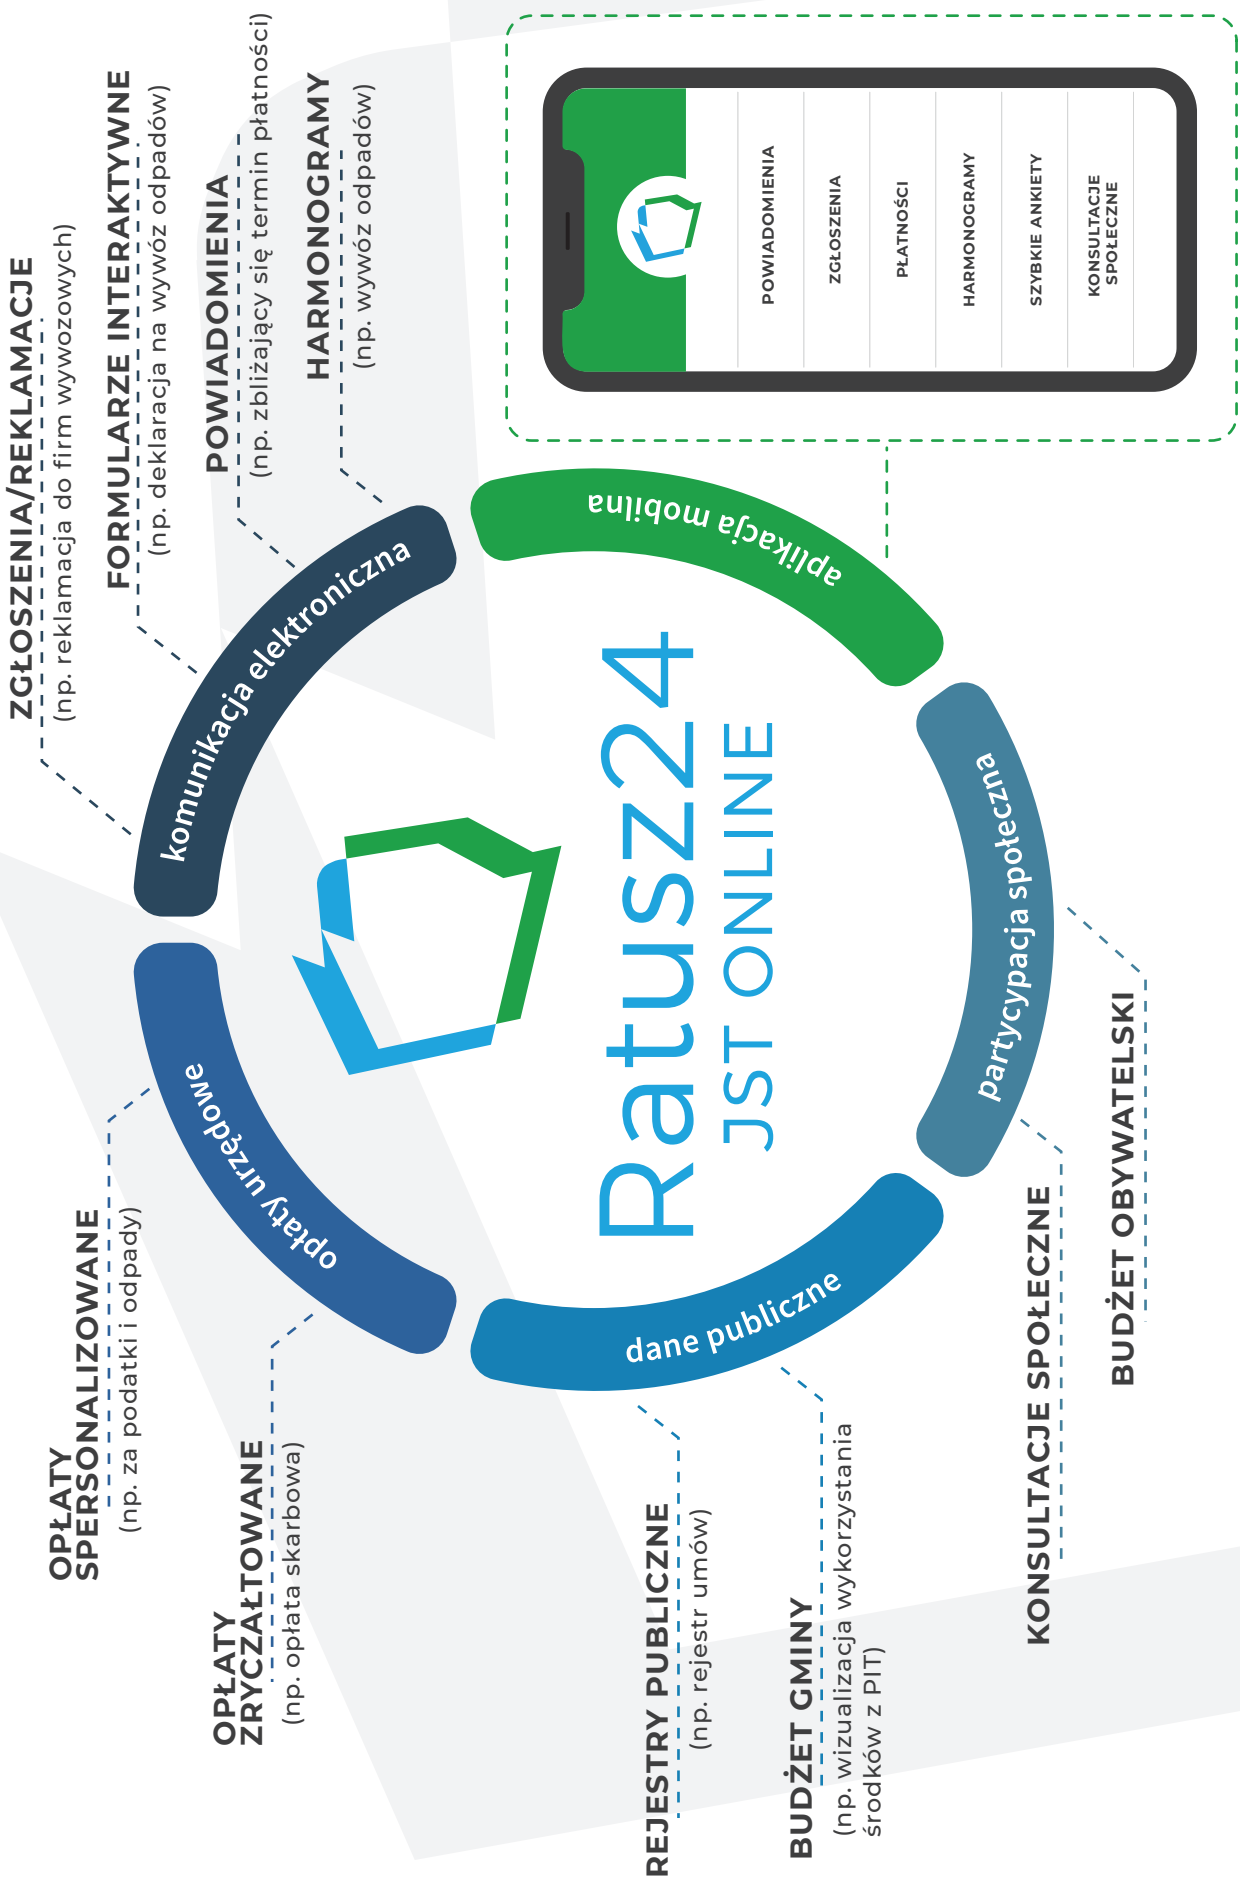 OPŁATY
SPERSONALIZOWANE
(np. za podatki i odpady)
OPŁATY
ZRYCZAŁTOWANE
(np. opłata skarbowa)
REJESTRY PUBLICZNE
(np. rejestr umów)
BUDŻET GMINY
(np. wizualizacja wykorzystania
środków z PIT)
KONSULTACJE SPOŁECZNE
BUDŻET OBYWATELSKI
opłaty urzędowe
komunikacja elektroniczna
dane publiczne
aplikacja mobilna
partycypacja społeczna
Ratusz24
JST ONLINE
ZGŁOSZENIA/REKLAMACJE
(np. reklamacja do firm wywozowych)
FORMULARZE INTERAKTYWNE
(np. deklaracja na wywóz odpadów)
POWIADOMIENIA
(np. zbliżający się termin płatności)
HARMONOGRAMY
(np. wywóz odpadów)
POWIADOMIENIA
ZGŁOSZENIA
PŁATNOŚCI
HARMONOGRAMY
SZYBKIE ANKIETY
KONSULTACJE
SPOŁECZNE